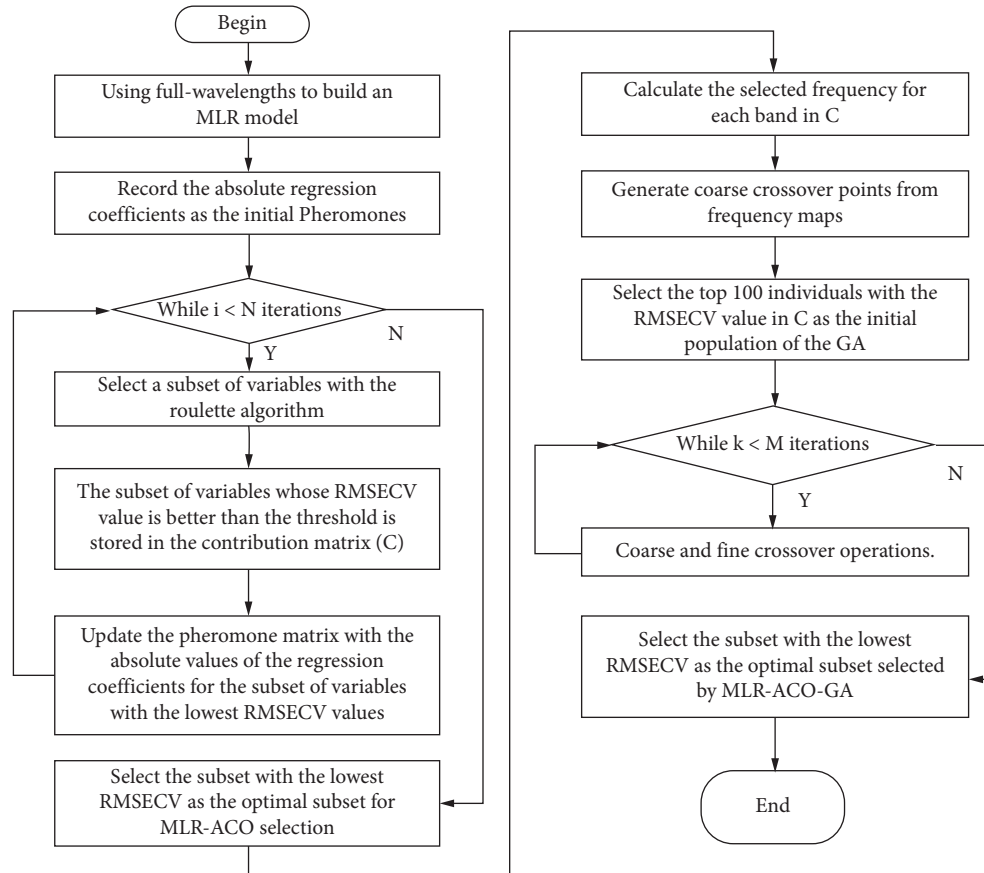 Begin
Using full-wavelengths to build an
MLR model
Record the absolute regression
coefficients as the initial Pheromones
While i < N iterations
N
Y
Select a subset of variables with the
roulette algorithm
The subset of variables whose RMSECV
value is better than the threshold is
stored in the contribution matrix (C)
Update the pheromone matrix with the
absolute values of the regression
coefficients for the subset of variables
with the lowest RMSECV values
Select the subset with the lowest
RMSECV as the optimal subset for
MLR-ACO selection
Calculate the selected frequency for
each band in C
Generate coarse crossover points from
frequency maps
Select the top 100 individuals with the
RMSECV value in C as the initial
population of the GA
While k < M iterations
N
Y
Coarse and fine crossover operations.
Select the subset with the lowest
RMSECV as the optimal subset selected
by MLR-ACO-GA
End